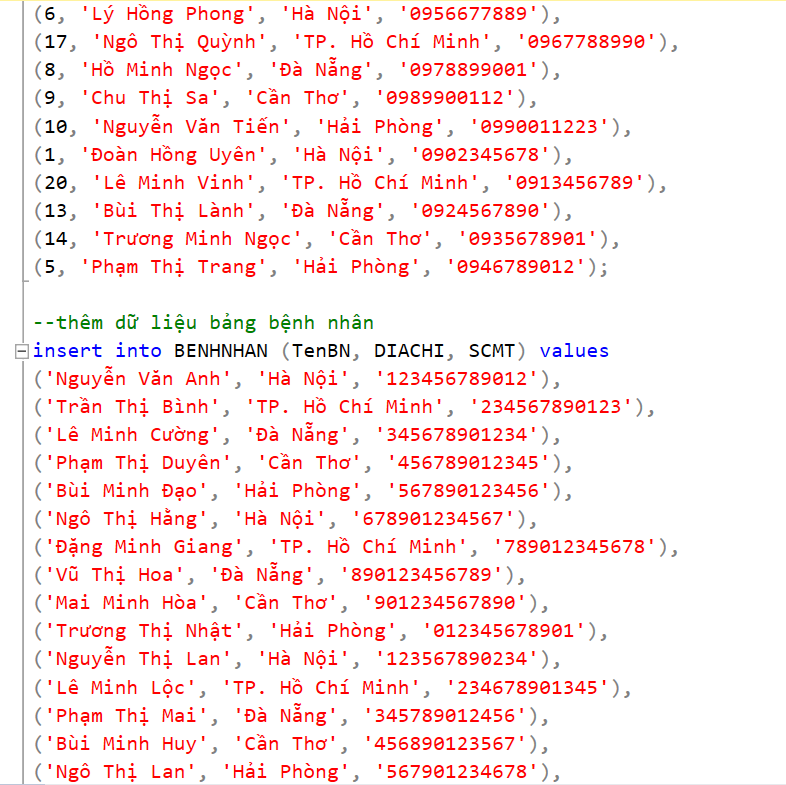 (6, 'Lý Hồng Phong', 'Hà Nội', '0956677889'),
(17, 'Ngô Thị Quỳnh', 'TP. Hồ Chí Minh', '0967788990'),
(8, 'Hồ Minh Ngọc', 'Đà Nẵng', '0978899001'),
(9, 'Chu Thị Sa', 'Cần Thơ', '0989900112'),
(10, 'Nguyễn Văn Tiến', 'Hải Phòng', '0990011223'),
(1, 'Đoàn Hồng Uyên', 'Hà Nội', '0902345678'),
(20, 'Lê Minh Vinh', 'TP. Hồ Chí Minh', '0913456789'),
(13, 'Bùi Thị Lành', 'Đà Nẵng', '0924567890'),
(14, 'Trương Minh Ngọc', 'Cần Thơ', '0935678901'),
(5, 'Phạm Thị Trang', 'Hải Phòng', '0946789012');
--thêm dữ liệu bảng bệnh nhân
insert into BENHNHAN (TenBN, DIACHI, SCMT) values
('Nguyễn Văn Anh', 'Hà Nội', '123456789012'),
('Trần Thị Bình', 'TP. Hồ Chí Minh', '234567890123'),
('Lê Minh Cường', 'Đà Nẵng', '345678901234'),
('Phạm Thị Duyên', 'Cần Thơ', '456789012345'),
('Bùi Minh Đạo', 'Hải Phòng', '567890123456'),
('Ngô Thị Hằng', 'Hà Nội', '678901234567'),
('Đặng Minh Giang', 'TP. Hồ Chí Minh', '789012345678'),
('Vũ Thị Hoa', 'Đà Nẵng', '890123456789'),
('Mai Minh Hòa', 'Cần Thơ', '901234567890'),
('Trương Thị Nhật', 'Hải Phòng', '012345678901'),
('Nguyễn Thị Lan', 'Hà Nội', '123567890234'),
('Lê Minh Lộc', 'TP. Hồ Chí Minh', '234678901345'),
('Phạm Thị Mai', 'Đà Nẵng', '345789012456'),
('Bùi Minh Huy', 'Cần Thơ', '456890123567'),
('Ngô Thị Lan', 'Hải Phòng', '567901234678'),